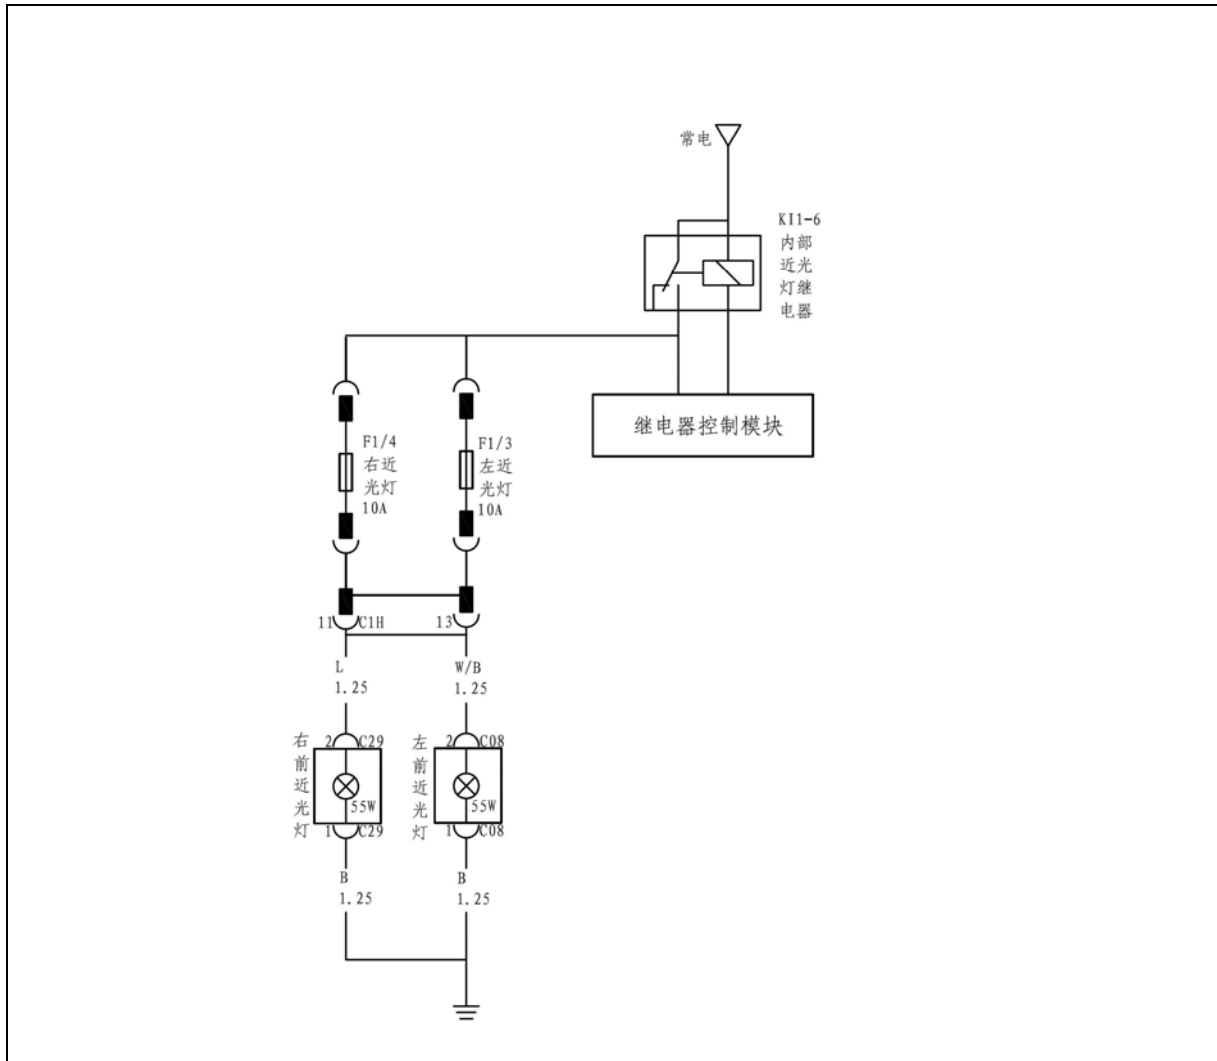 常电
KI1-6
内部
近光
灯继
电器
继电器控制模块
F1/4
右近
光灯
10A
F1/3
左近
光灯
10A
11 C1H
13
L
1.25
W/B
1.25
右前近光灯
2 C29
55W
1 C29
左前近光灯
2 C08
55W
1 C08
B
1.25
B
1.25